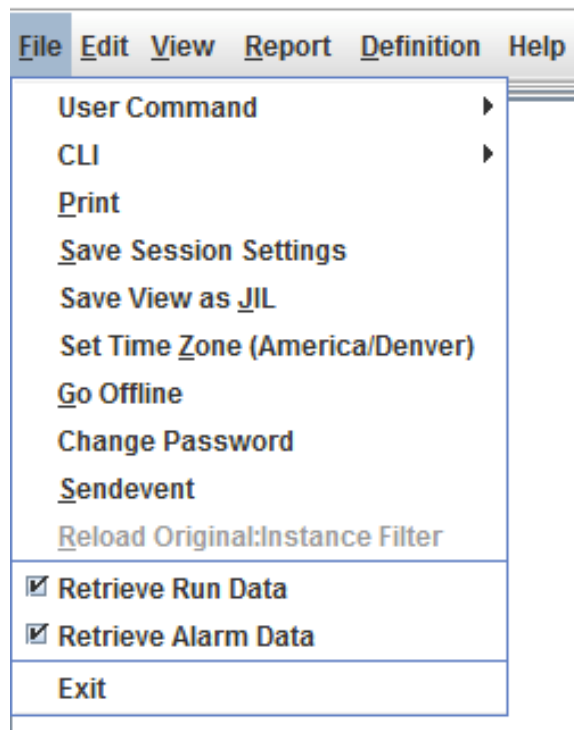 File Edit View Report Definition Help
User Command
CLI
Print
Save Session Settings
Save View as JIL
Set Time Zone (America/Denver)
Go Offline
Change Password
Sendevent
Reload Original:Instance Filter
Retrieve Run Data
Retrieve Alarm Data
Exit